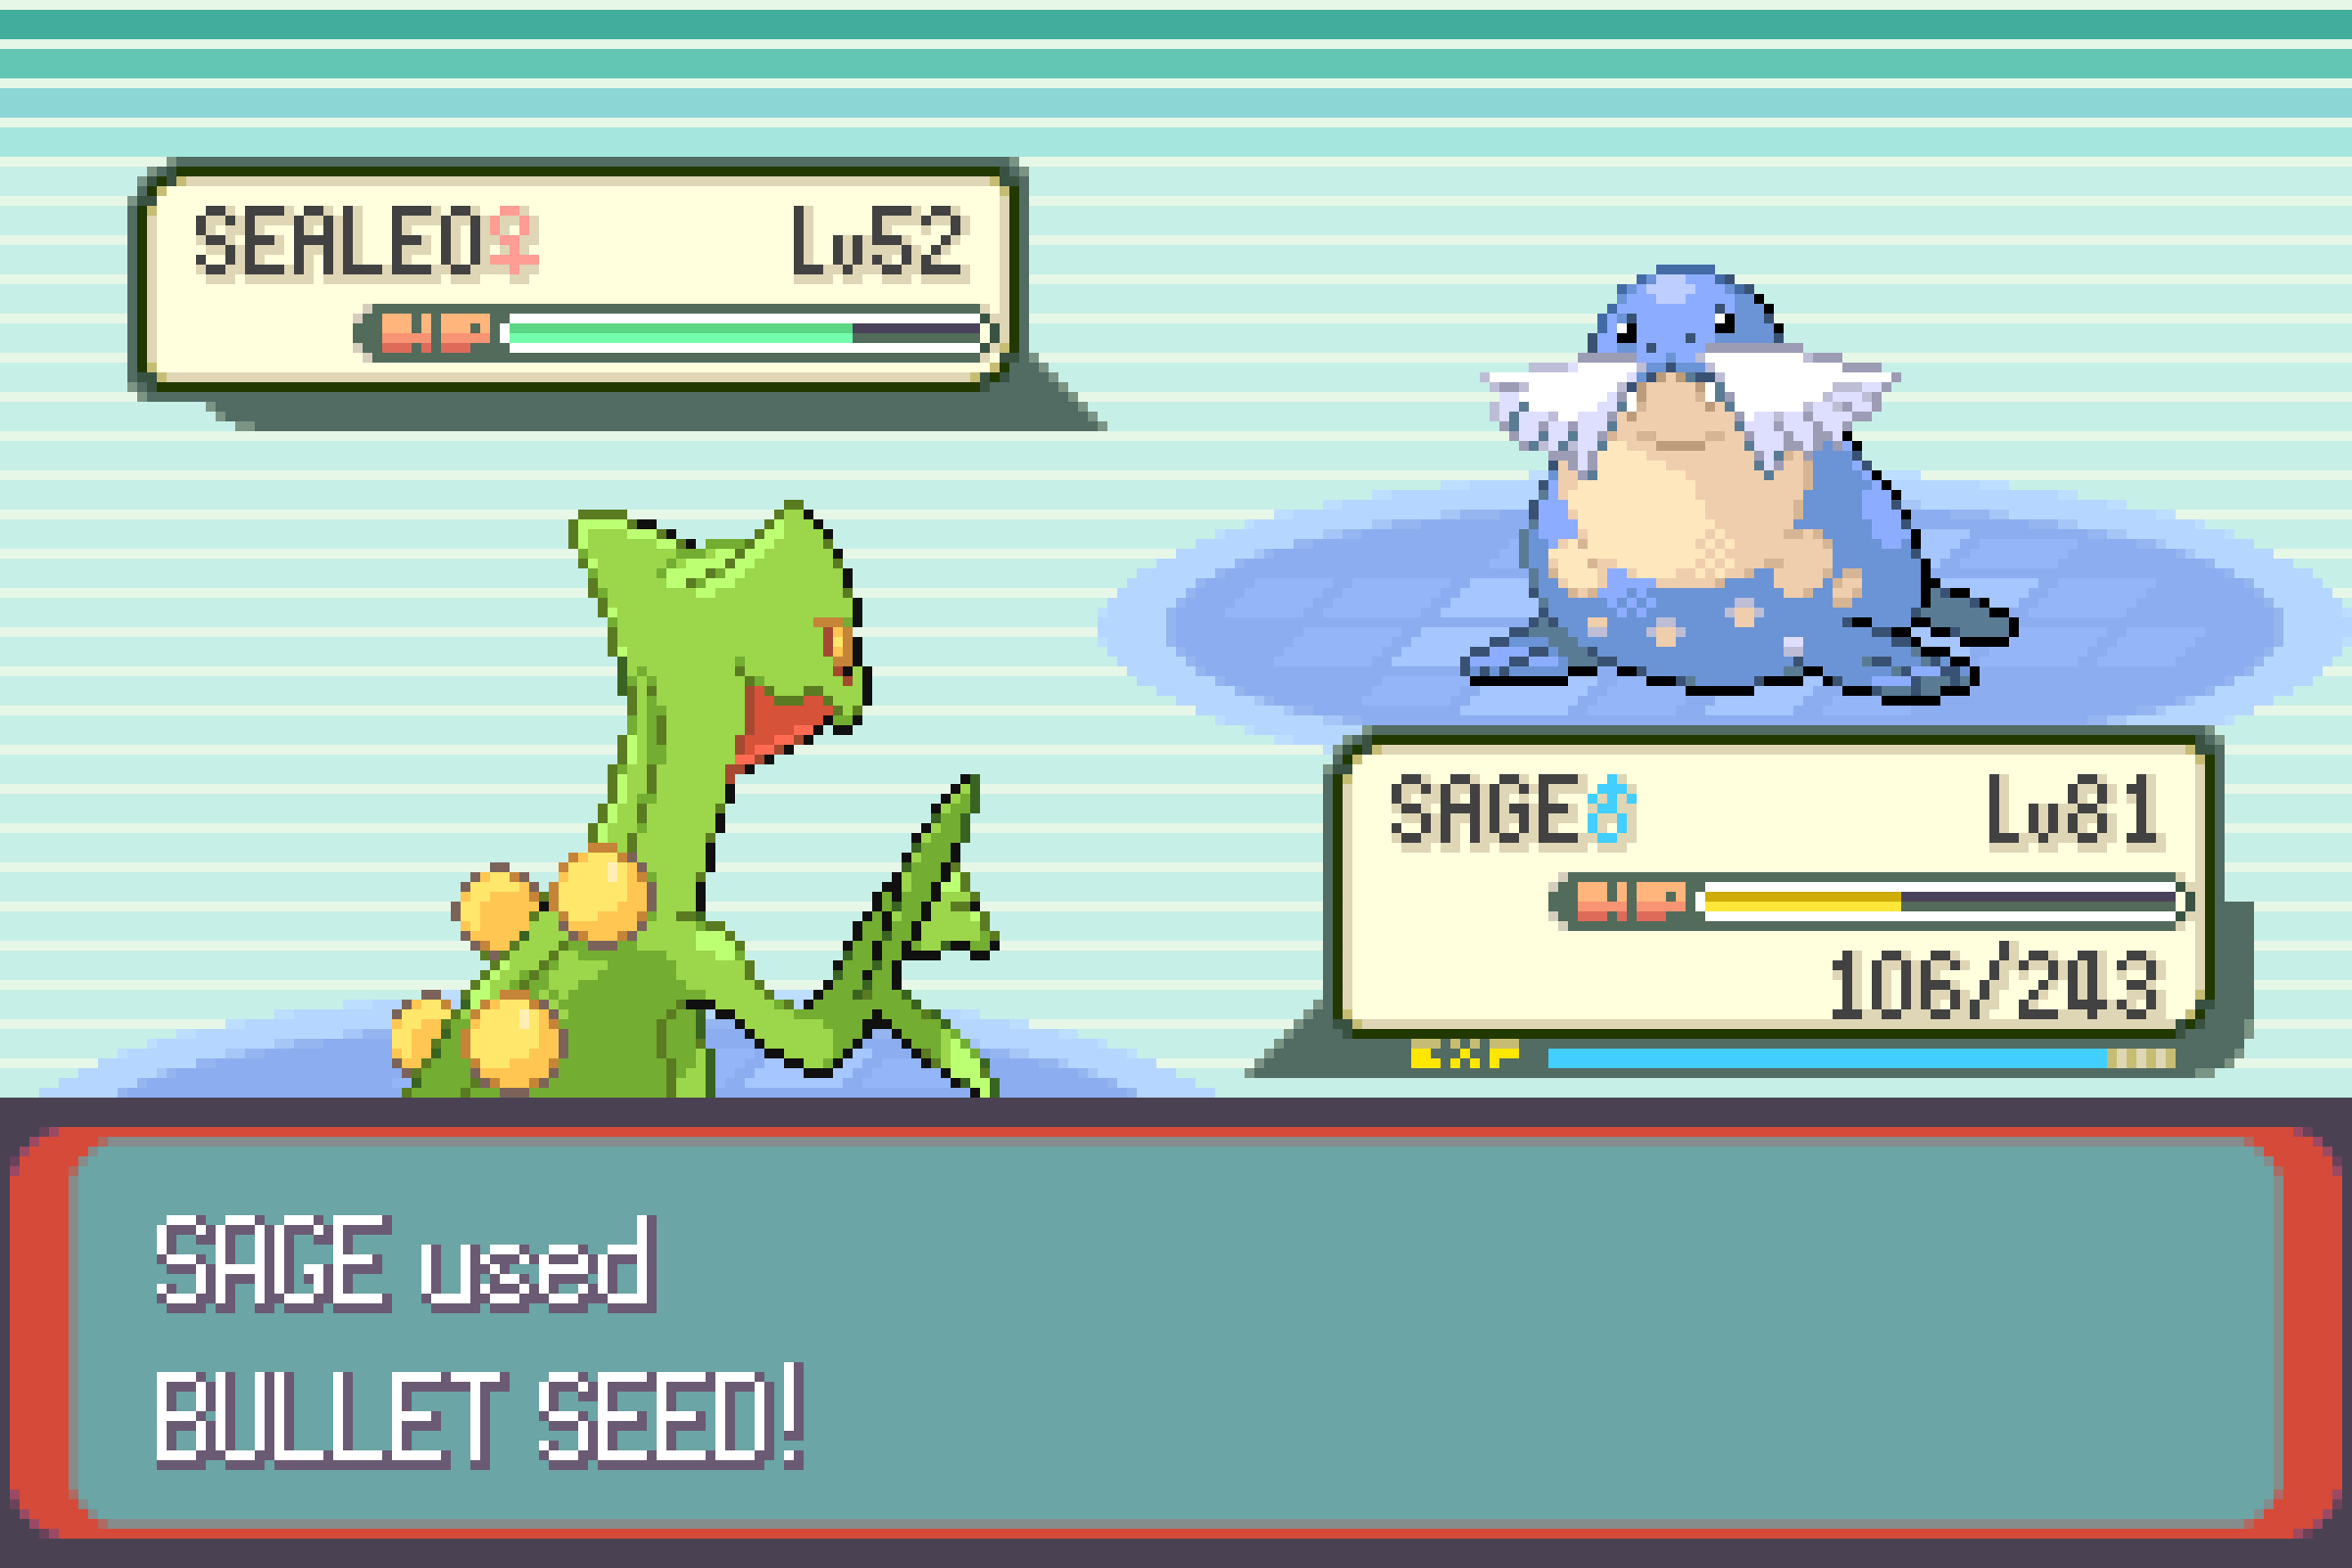 SEALEO♀ Lv52
HP
SAGE♂ Lv81
HP
106/243
EXP
SAGE used
BULLET SEED!